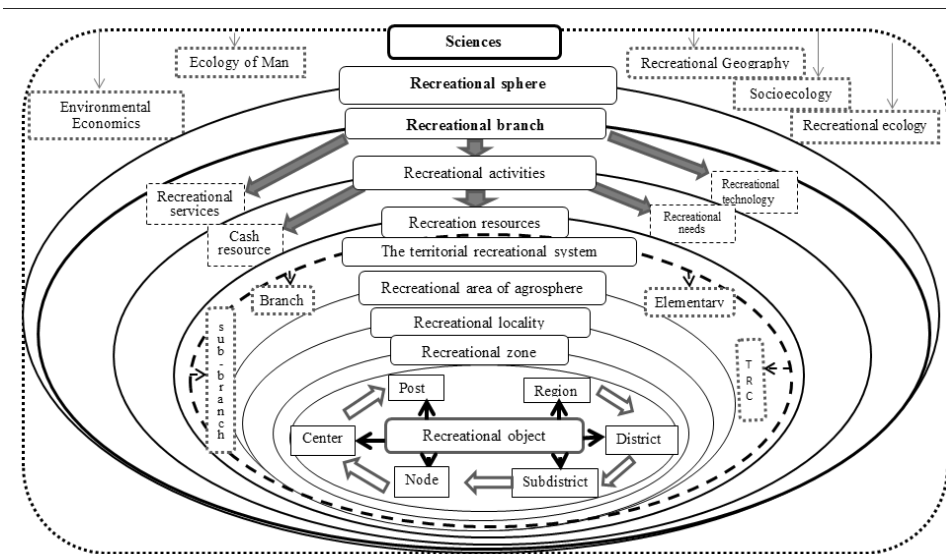 Sciences
Ecology of Man
Recreational Geography
Recreational sphere
Socioecology
Environmental
Economics
Recreational branch
Recreational ecology
Recreational activities
Recreational
technology
Recreational
services
Recreational
needs
Recreation resources
Cash
resource
The territorial recreational system
Branch
Recreational area of agrosphere
Elementary
Recreational locality
sub-branch
Recreational zone
TRC
Post
Region
Center
Recreational object
District
Node
Subdistrict